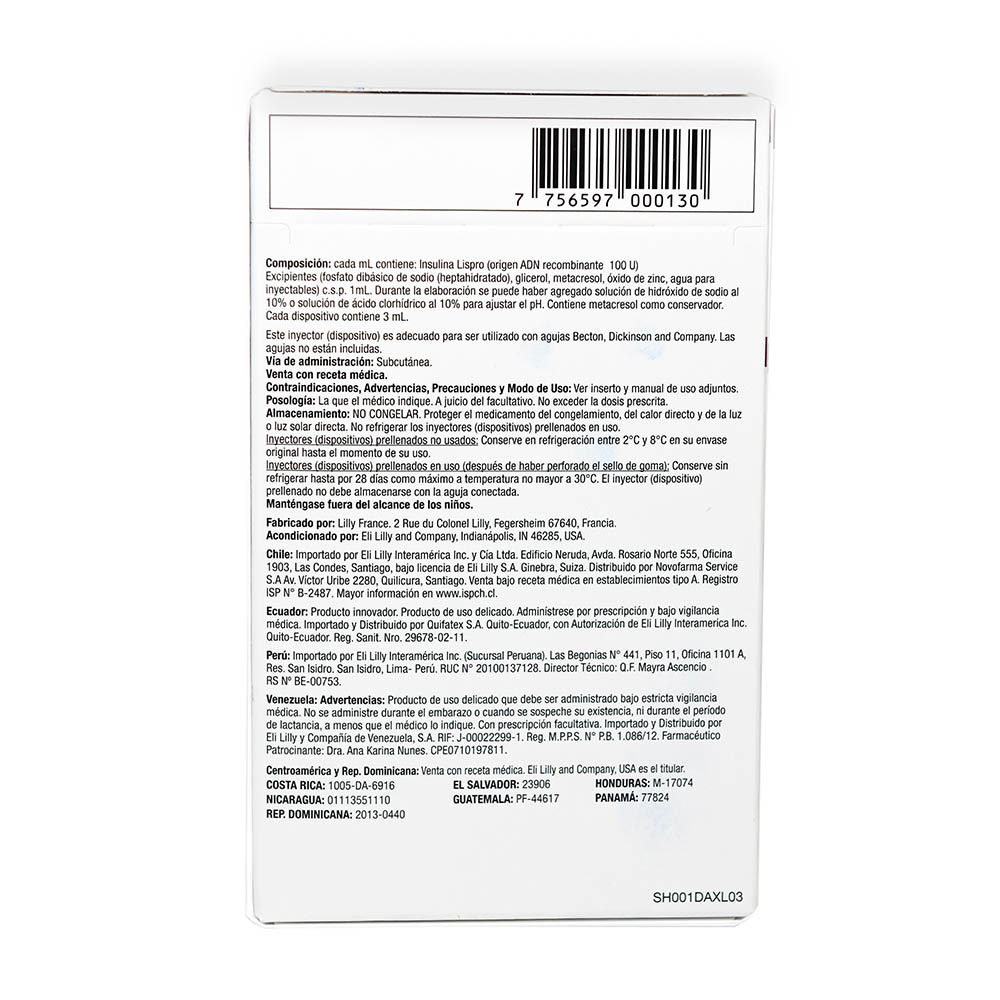 7 756597 000130
Composición: cada mL contiene: Insulina Lispro (origen ADN recombinante 100 U)
Excipientes (fosfato dibásico de sodio (heptahidratado), glicerol, metacresol, óxido de zinc, agua para
inyectables) c.s.p. 1mL. Durante la elaboración se puede haber agregado solución de hidróxido de sodio al
10% o solución de ácido clorhídrico al 10% para ajustar el pH. Contiene metacresol como conservador.
Cada dispositivo contiene 3 mL.
Este inyector (dispositivo) es adecuado para ser utilizado con agujas Becton, Dickinson and Company. Las
agujas no están incluidas.
Vía de administración: Subcutánea.
Venta con receta médica.
Contraindicaciones, Advertencias, Precauciones y Modo de Uso: Ver inserto y manual de uso adjuntos.
Posología: La que el médico indique. A juicio del facultativo. No exceder la dosis prescrita.
Almacenamiento: NO CONGELAR. Proteger el medicamento del congelamiento, del calor directo y de la luz
o luz solar directa. No refrigerar los inyectores (dispositivos) prellenados en uso.
Inyectores (dispositivos) prellenados no usados: Conserve en refrigeración entre 2°C y 8°C en su envase
original hasta el momento de su uso.
Inyectores (dispositivos) prellenados en uso (después de haber perforado el sello de goma): Conserve sin
refrigerar hasta por 28 días como máximo a temperatura no mayor a 30°C. El inyector (dispositivo)
prellenado no debe almacenarse con la aguja conectada.
Manténgase fuera del alcance de los niños.
Fabricado por: Lilly France. 2 Rue du Colonel Lilly, Fegersheim 67640, Francia.
Acondicionado por: Eli Lilly and Company, Indianápolis, IN 46285, USA.
Chile: Importado por Eli Lilly Interamérica Inc. y Cía Ltda. Edificio Neruda, Avda. Rosario Norte 555, Oficina
1903, Las Condes, Santiago, bajo licencia de Eli Lilly S.A. Ginebra, Suiza. Distribuido por Novofarma Service
S.A Av. Víctor Uribe 2280, Quilicura, Santiago. Venta bajo receta médica en establecimientos tipo A. Registro
ISP N° B-2487. Mayor información en www.ispch.cl.
Ecuador: Producto innovador. Producto de uso delicado. Adminístrese por prescripción y bajo vigilancia
médica. Importado y Distribuido por Quifatex S.A. Quito-Ecuador, con Autorización de Eli Lilly Interamerica Inc.
Quito-Ecuador. Reg. Sanit. Nro. 29678-02-11.
Perú: Importado por Eli Lilly Interamérica Inc. (Sucursal Peruana). Las Begonias N° 441, Piso 11, Oficina 1101 A,
Res. San Isidro. San Isidro, Lima- Perú. RUC N° 20100137128. Director Técnico: Q.F. Mayra Ascencio .
RS N° BE-00753.
Venezuela: Advertencias: Producto de uso delicado que debe ser administrado bajo estricta vigilancia
médica. No se administre durante el embarazo o cuando se sospeche su existencia, ni durante el período
de lactancia, a menos que el médico lo indique. Con prescripción facultativa. Importado y Distribuido por
Eli Lilly y Compañía de Venezuela, S.A. RIF: J-00022299-1. Reg. M.P.P.S. N° P.B. 1.086/12. Farmacéutico
Patrocinante: Dra. Ana Karina Nunes. CPE0710197811.
Centroamérica y Rep. Dominicana: Venta con receta médica. Eli Lilly and Company, USA es el titular.
COSTA RICA: 1005-DA-6916 EL SALVADOR: 23906 HONDURAS: M-17074
NICARAGUA: 01113551110 GUATEMALA: PF-44617 PANAMÁ: 77824
REP. DOMINICANA: 2013-0440
SH001DAXL03